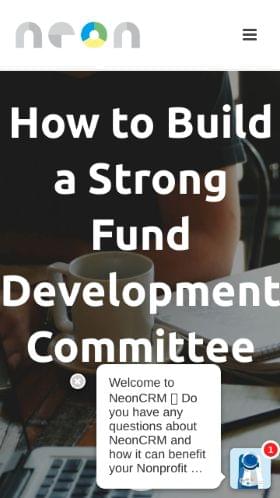 neon
How to Build
a Strong
Fund
Development
Committee
Welcome to
NeonCRM ▯ Do
you have any
questions about
NeonCRM and
how it can benefit
your Nonprofit ...
1